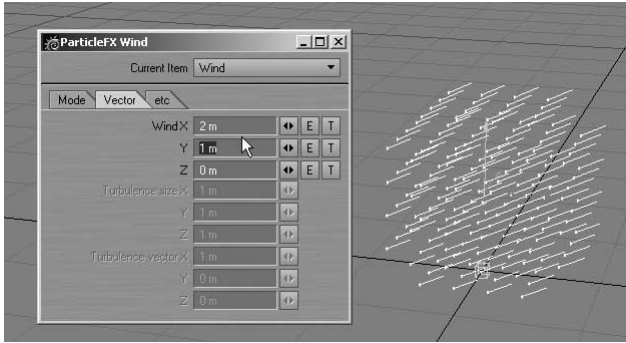 ParticleFX Wind
Current Item Wind
Mode Vector etc
Wind X 2 m E T
Y 1 m E T
Z 0 m E T
Turbulence size X 1 m
Y 1 m
Z 1 m
Turbulence vector X 1 m
Y 0 m
Z 0 m